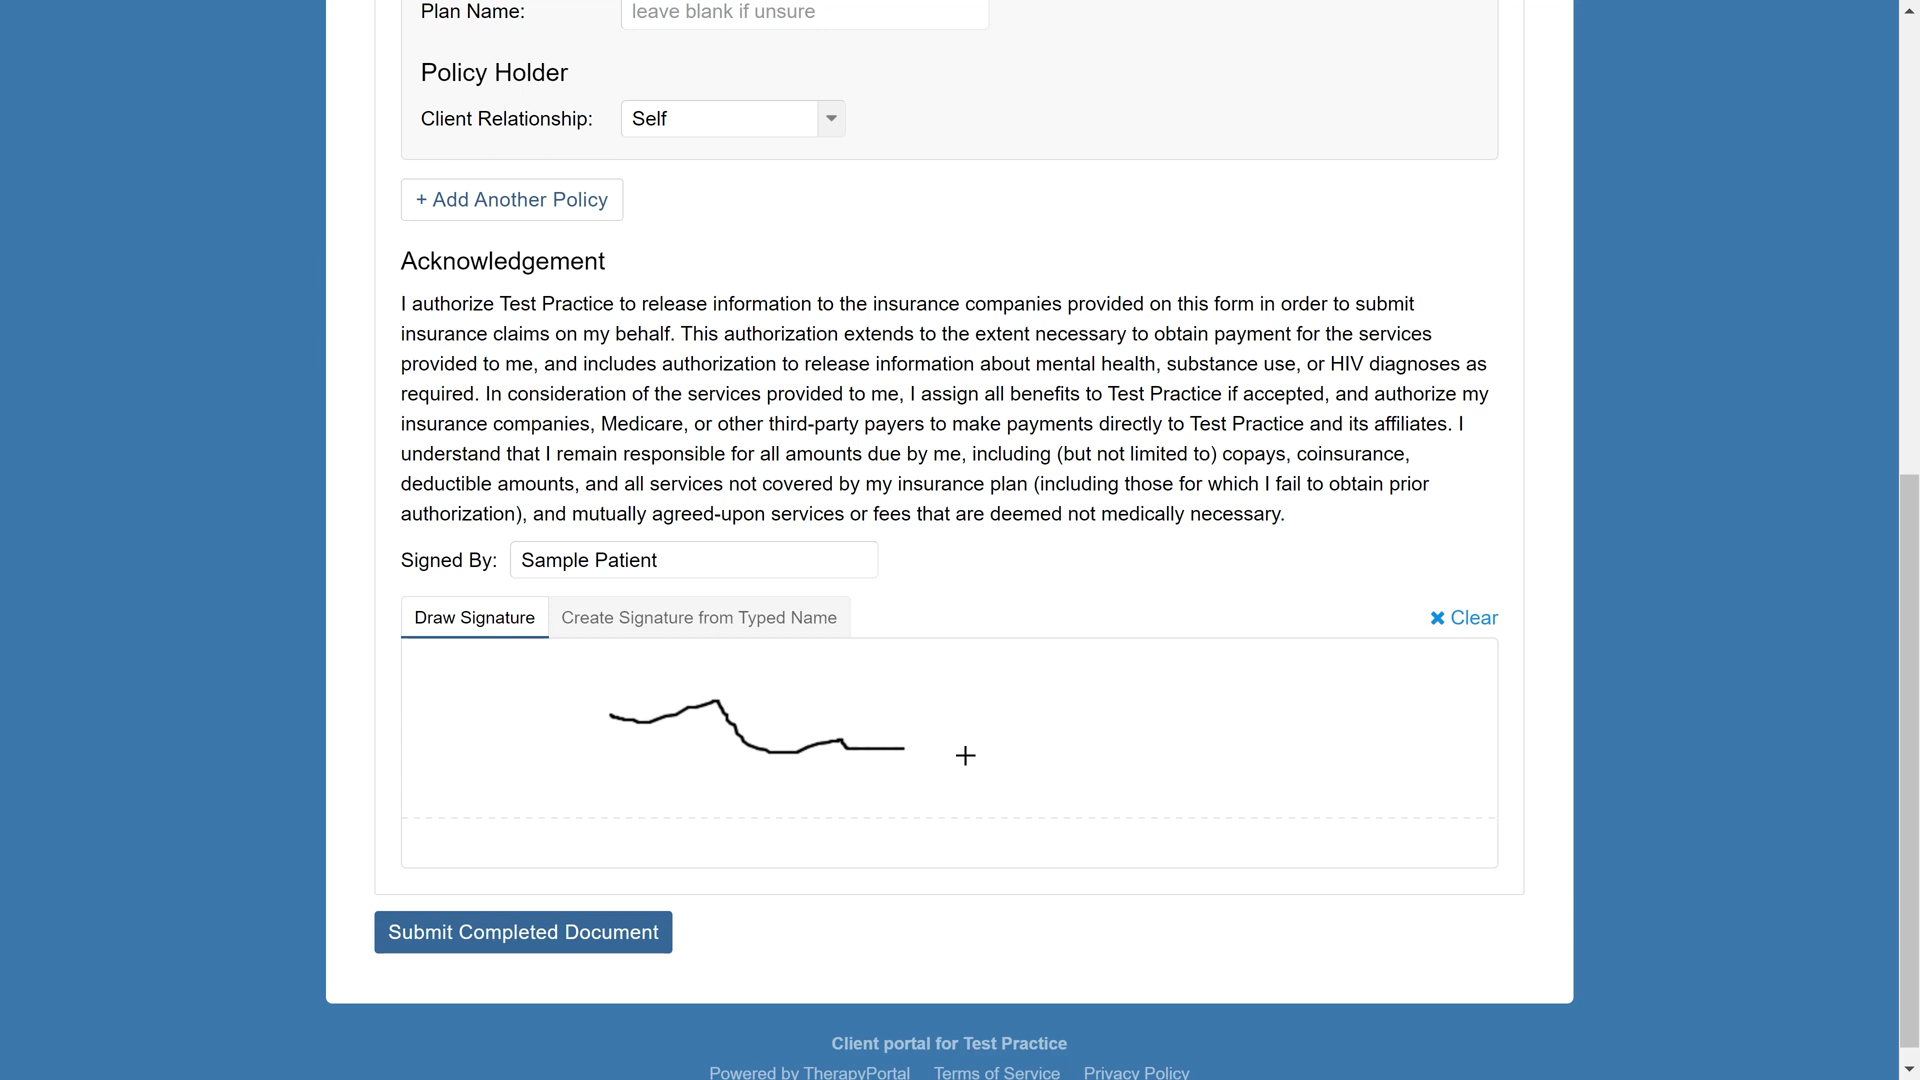 Plan Name: leave blank if unsure
Policy Holder
Client Relationship: Self
+ Add Another Policy
Acknowledgement
I authorize Test Practice to release information to the insurance companies provided on this form in order to submit
insurance claims on my behalf. This authorization extends to the extent necessary to obtain payment for the services
provided to me, and includes authorization to release information about mental health, substance use, or HIV diagnoses as
required. In consideration of the services provided to me, I assign all benefits to Test Practice if accepted, and authorize my
insurance companies, Medicare, or other third-party payers to make payments directly to Test Practice and its affiliates. I
understand that I remain responsible for all amounts due by me, including (but not limited to) copays, coinsurance,
deductible amounts, and all services not covered by my insurance plan (including those for which I fail to obtain prior
authorization), and mutually agreed-upon services or fees that are deemed not medically necessary.
Signed By: Sample Patient
Draw Signature Create Signature from Typed Name Clear
Submit Completed Document
Client portal for Test Practice
Powered by TherapyPortal Terms of Service Privacy Policy